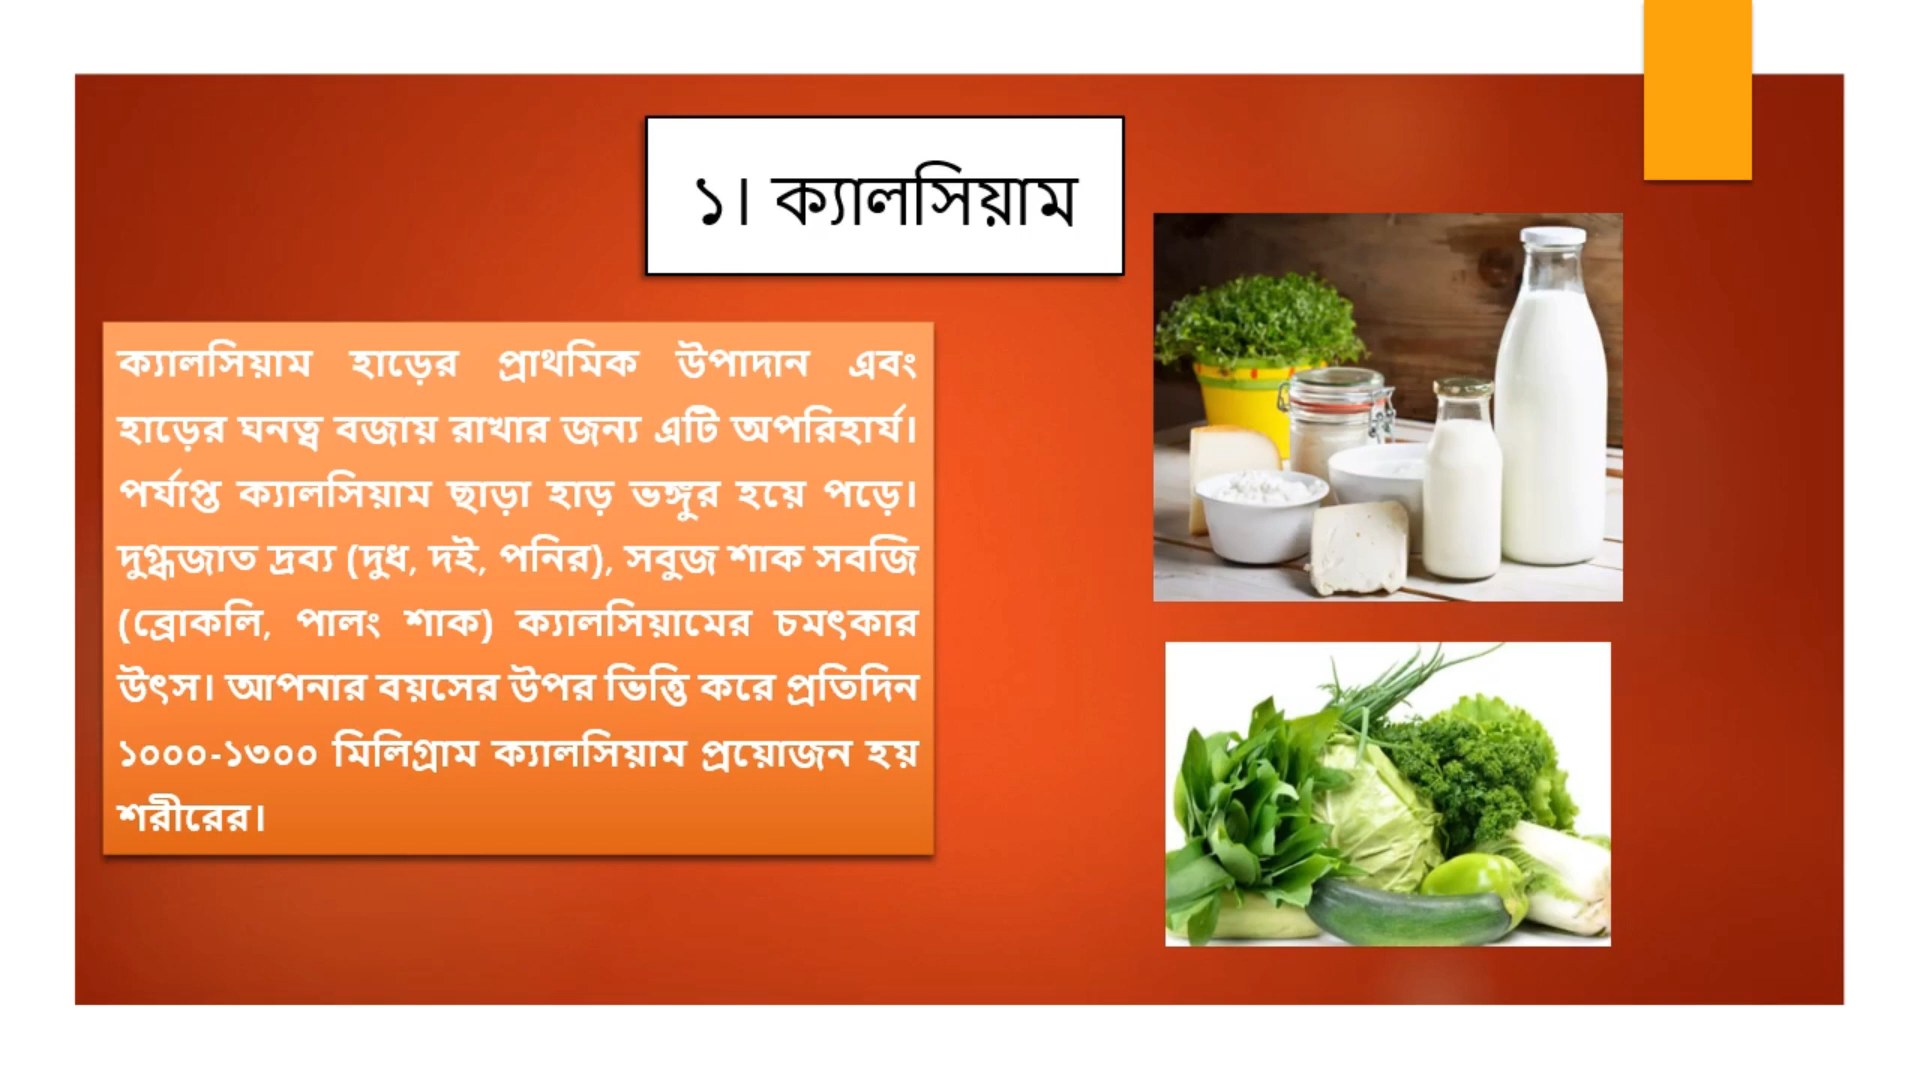 ১। ক্যালসিয়াম
ক্যালসিয়াম হাড়ের প্রাথমিক উপাদান এবং
হাড়ের ঘনত্ব বজায় রাখার জন্য এটি অপরিহার্য।
পর্যাপ্ত ক্যালসিয়াম ছাড়া হাড় ভঙ্গুর হয়ে পড়ে।
দুগ্ধজাত দ্রব্য (দুধ, দই, পনির), সবুজ শাক সবজি
(ব্রোকলি, পালং শাক) ক্যালসিয়ামের চমৎকার
উৎস। আপনার বয়সের উপর ভিত্তি করে প্রতিদিন
১০০০-১৩০০ মিলিগ্রাম ক্যালসিয়াম প্রয়োজন হয়
শরীরের।